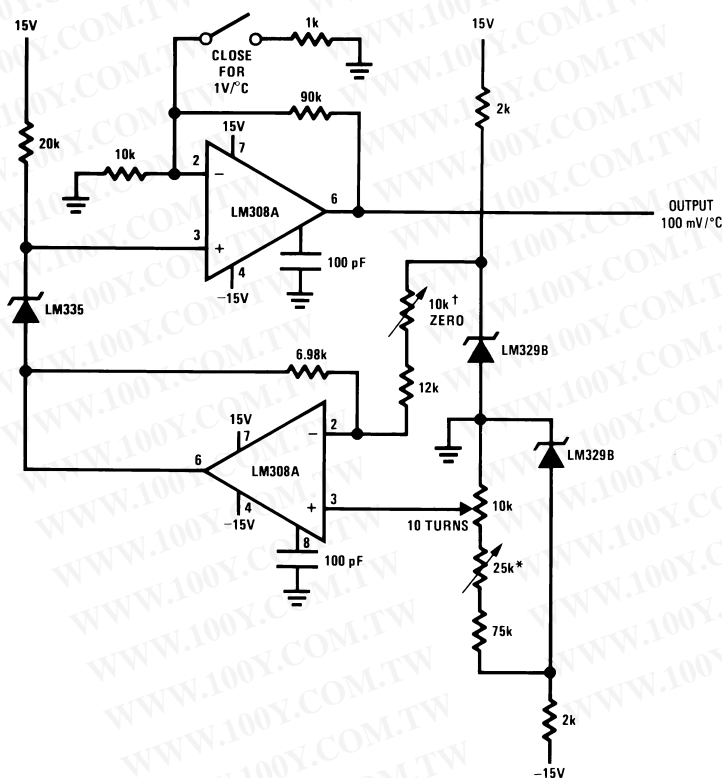 15V
1k
15V
CLOSE
FOR
1V/°C
90k
2k
20k
10k
15V
7
2
−
LM308A
6
OUTPUT
100 mV/°C
3
+
4
−15V
100 pF
10k†
ZERO
LM335
LM329B
6.98k
12k
15V
7
2
−
6
LM308A
LM329B
4
−15V
+
3
10k
10 TURNS
8
100 pF
25k*
75k
2k
−15V
WWW.100Y.COM.TW